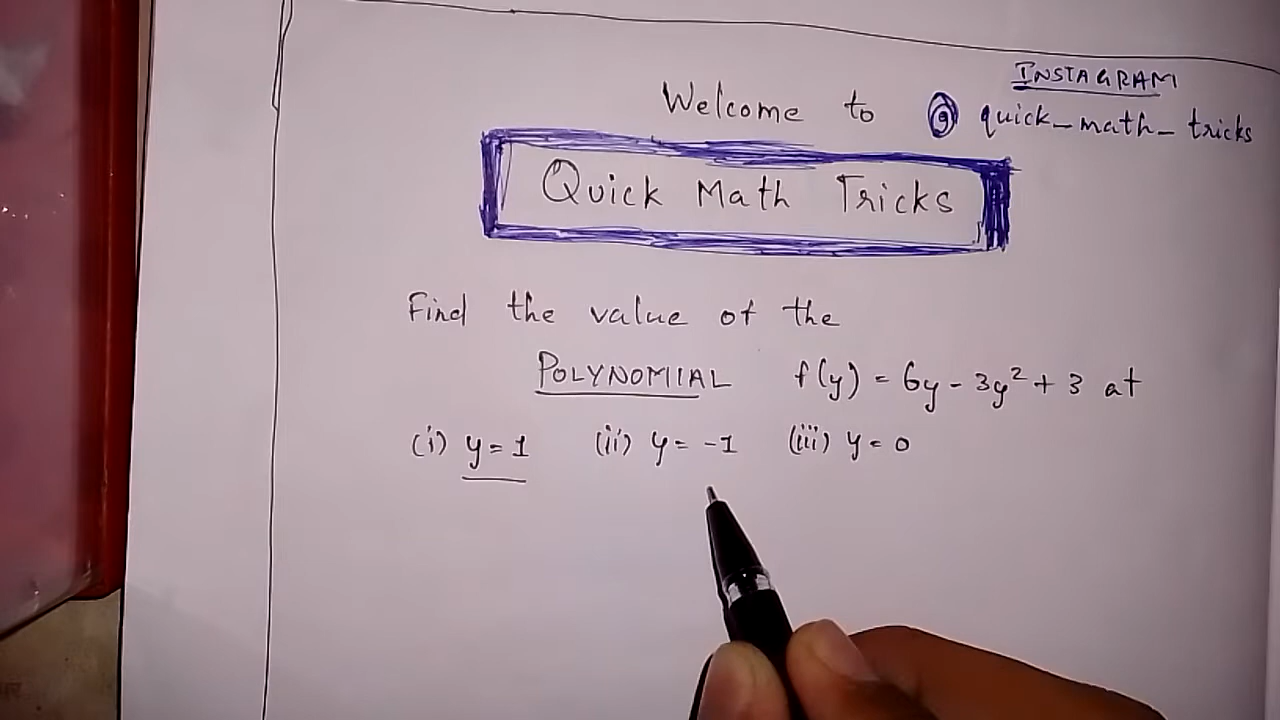 INSTAGRAM
Welcome to quick_math_tricks
Quick Math Tricks
Find the value of the
POLYNOMIAL f(y) = 6y - 3y² + 3 at
(i) y = 1 (ii) y = -1 (iii) y = 0